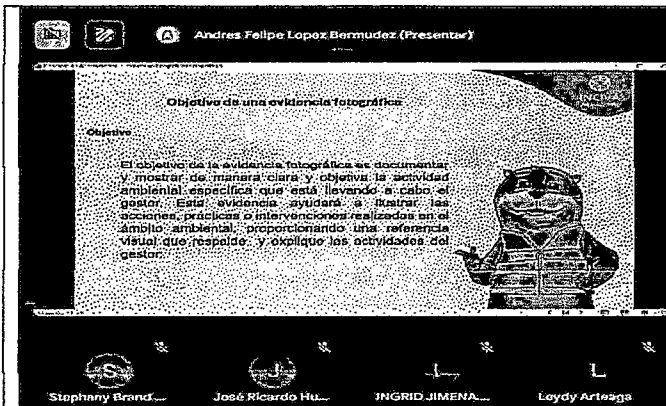 A Andres Felipe Lopez Bermudez (Presentar)
Objetivo de una evidencia fotográfica
Objetivo
El objetivo de la evidencia fotográfica es documentar
y mostrar de manera clara y objetiva la actividad
ambiental específica que está llevando a cabo el
gestor. Esta evidencia ayudará a ilustrar las
acciones, prácticas o intervenciones realizadas en el
ámbito ambiental, proporcionando una referencia
visual que respalde y explique las actividades del
gestor.
S J I L
Stephany Brand... José Ricardo Hu... INGRID JIMENA... Leydy Arteaga